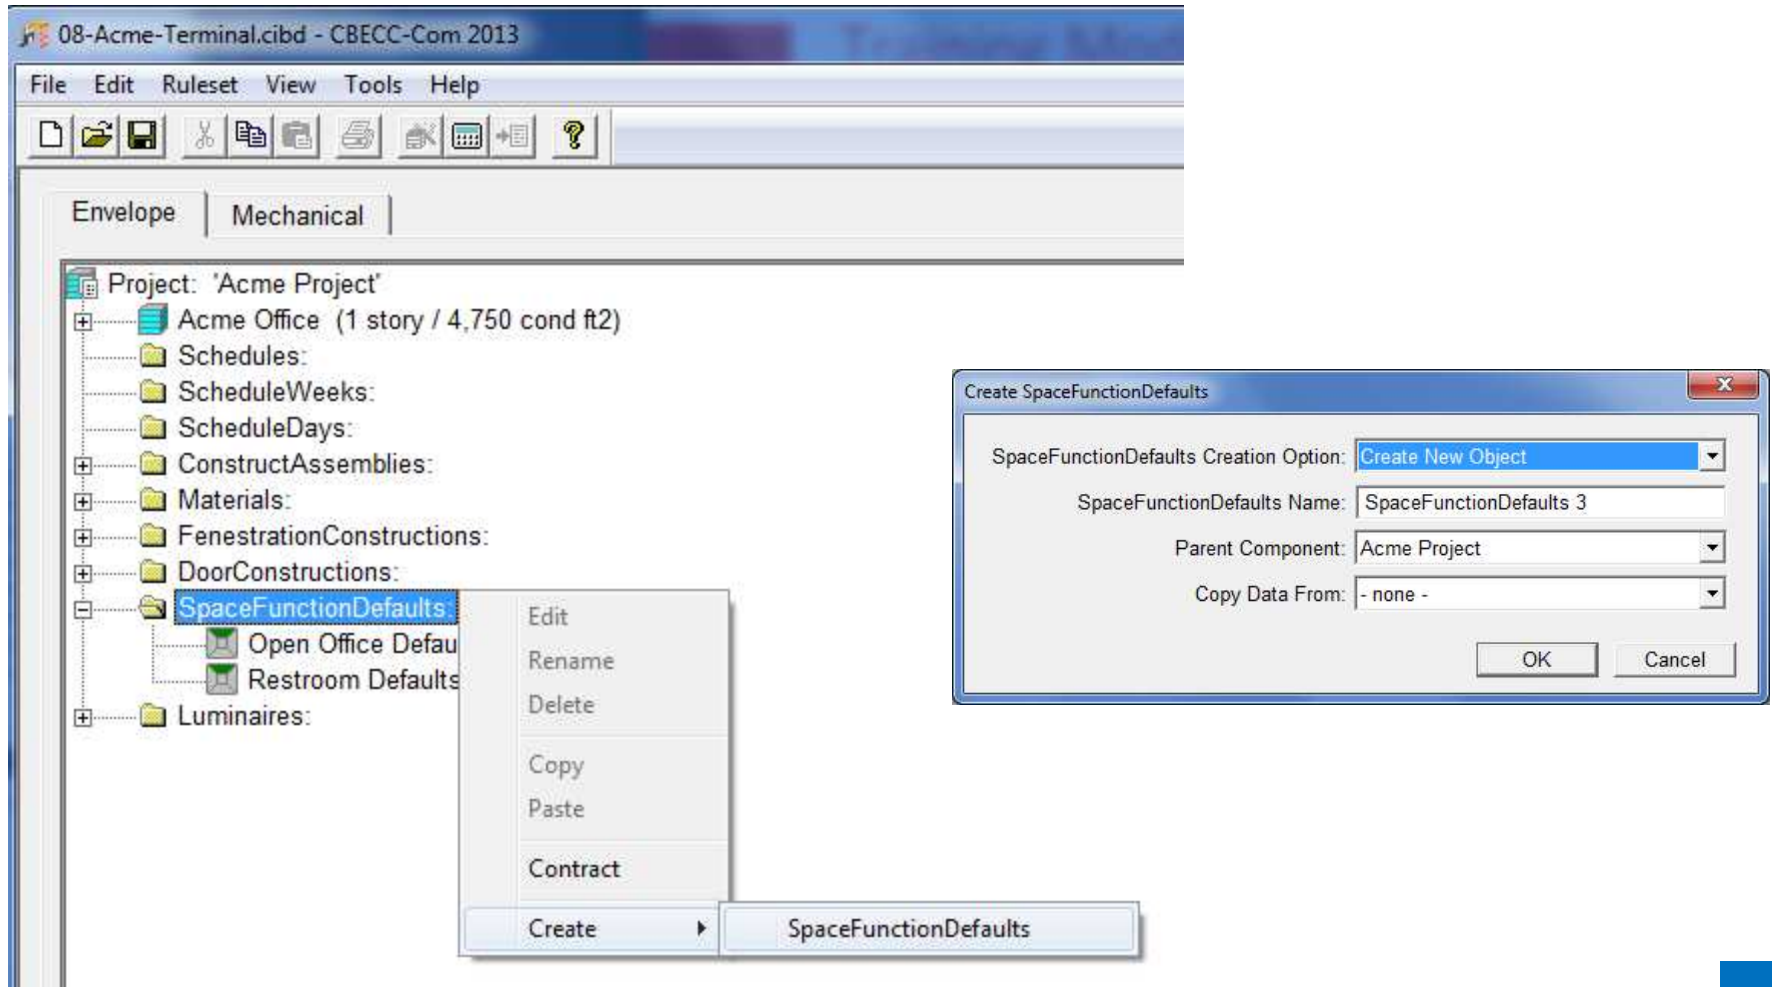 08-Acme-Terminal.cibd - CBECC-Com 2013
File Edit Ruleset View Tools Help
Envelope Mechanical
Project: 'Acme Project'
Acme Office (1 story / 4,750 cond ft2)
Schedules:
ScheduleWeeks:
ScheduleDays:
ConstructAssemblies:
Materials:
FenestrationConstructions:
DoorConstructions:
SpaceFunctionDefaults:
Open Office Defau
Restroom Defaults
Luminaires:
Edit
Rename
Delete
Copy
Paste
Contract
Create
SpaceFunctionDefaults
Create SpaceFunctionDefaults
SpaceFunctionDefaults Creation Option: Create New Object
SpaceFunctionDefaults Name: SpaceFunctionDefaults 3
Parent Component: Acme Project
Copy Data From: - none -
OK Cancel